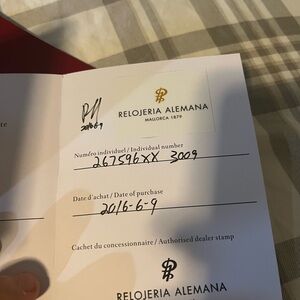 RELOJERIA ALEMANA
MALLORCA 1879
Numéro individuel / Individual number
267596XX 3009
Date d'achat / Date of purchase
2016-6-9
Cachet du concessionnaire / Authorised dealer stamp
RELOJERIA ALEMANA